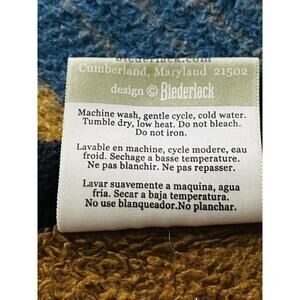 biederlack.com
Cumberland, Maryland 21502
design © Biederlack
Machine wash, gentle cycle, cold water.
Tumble dry, low heat. Do not bleach.
Do not iron.
Lavable en machine, cycle modere, eau
froid. Sechage a basse temperature.
Ne pas blanchir. Ne pas repasser.
Lavar suavemente a maquina, agua
fria. Secar a baja temperatura.
No use blanqueador.No planchar.